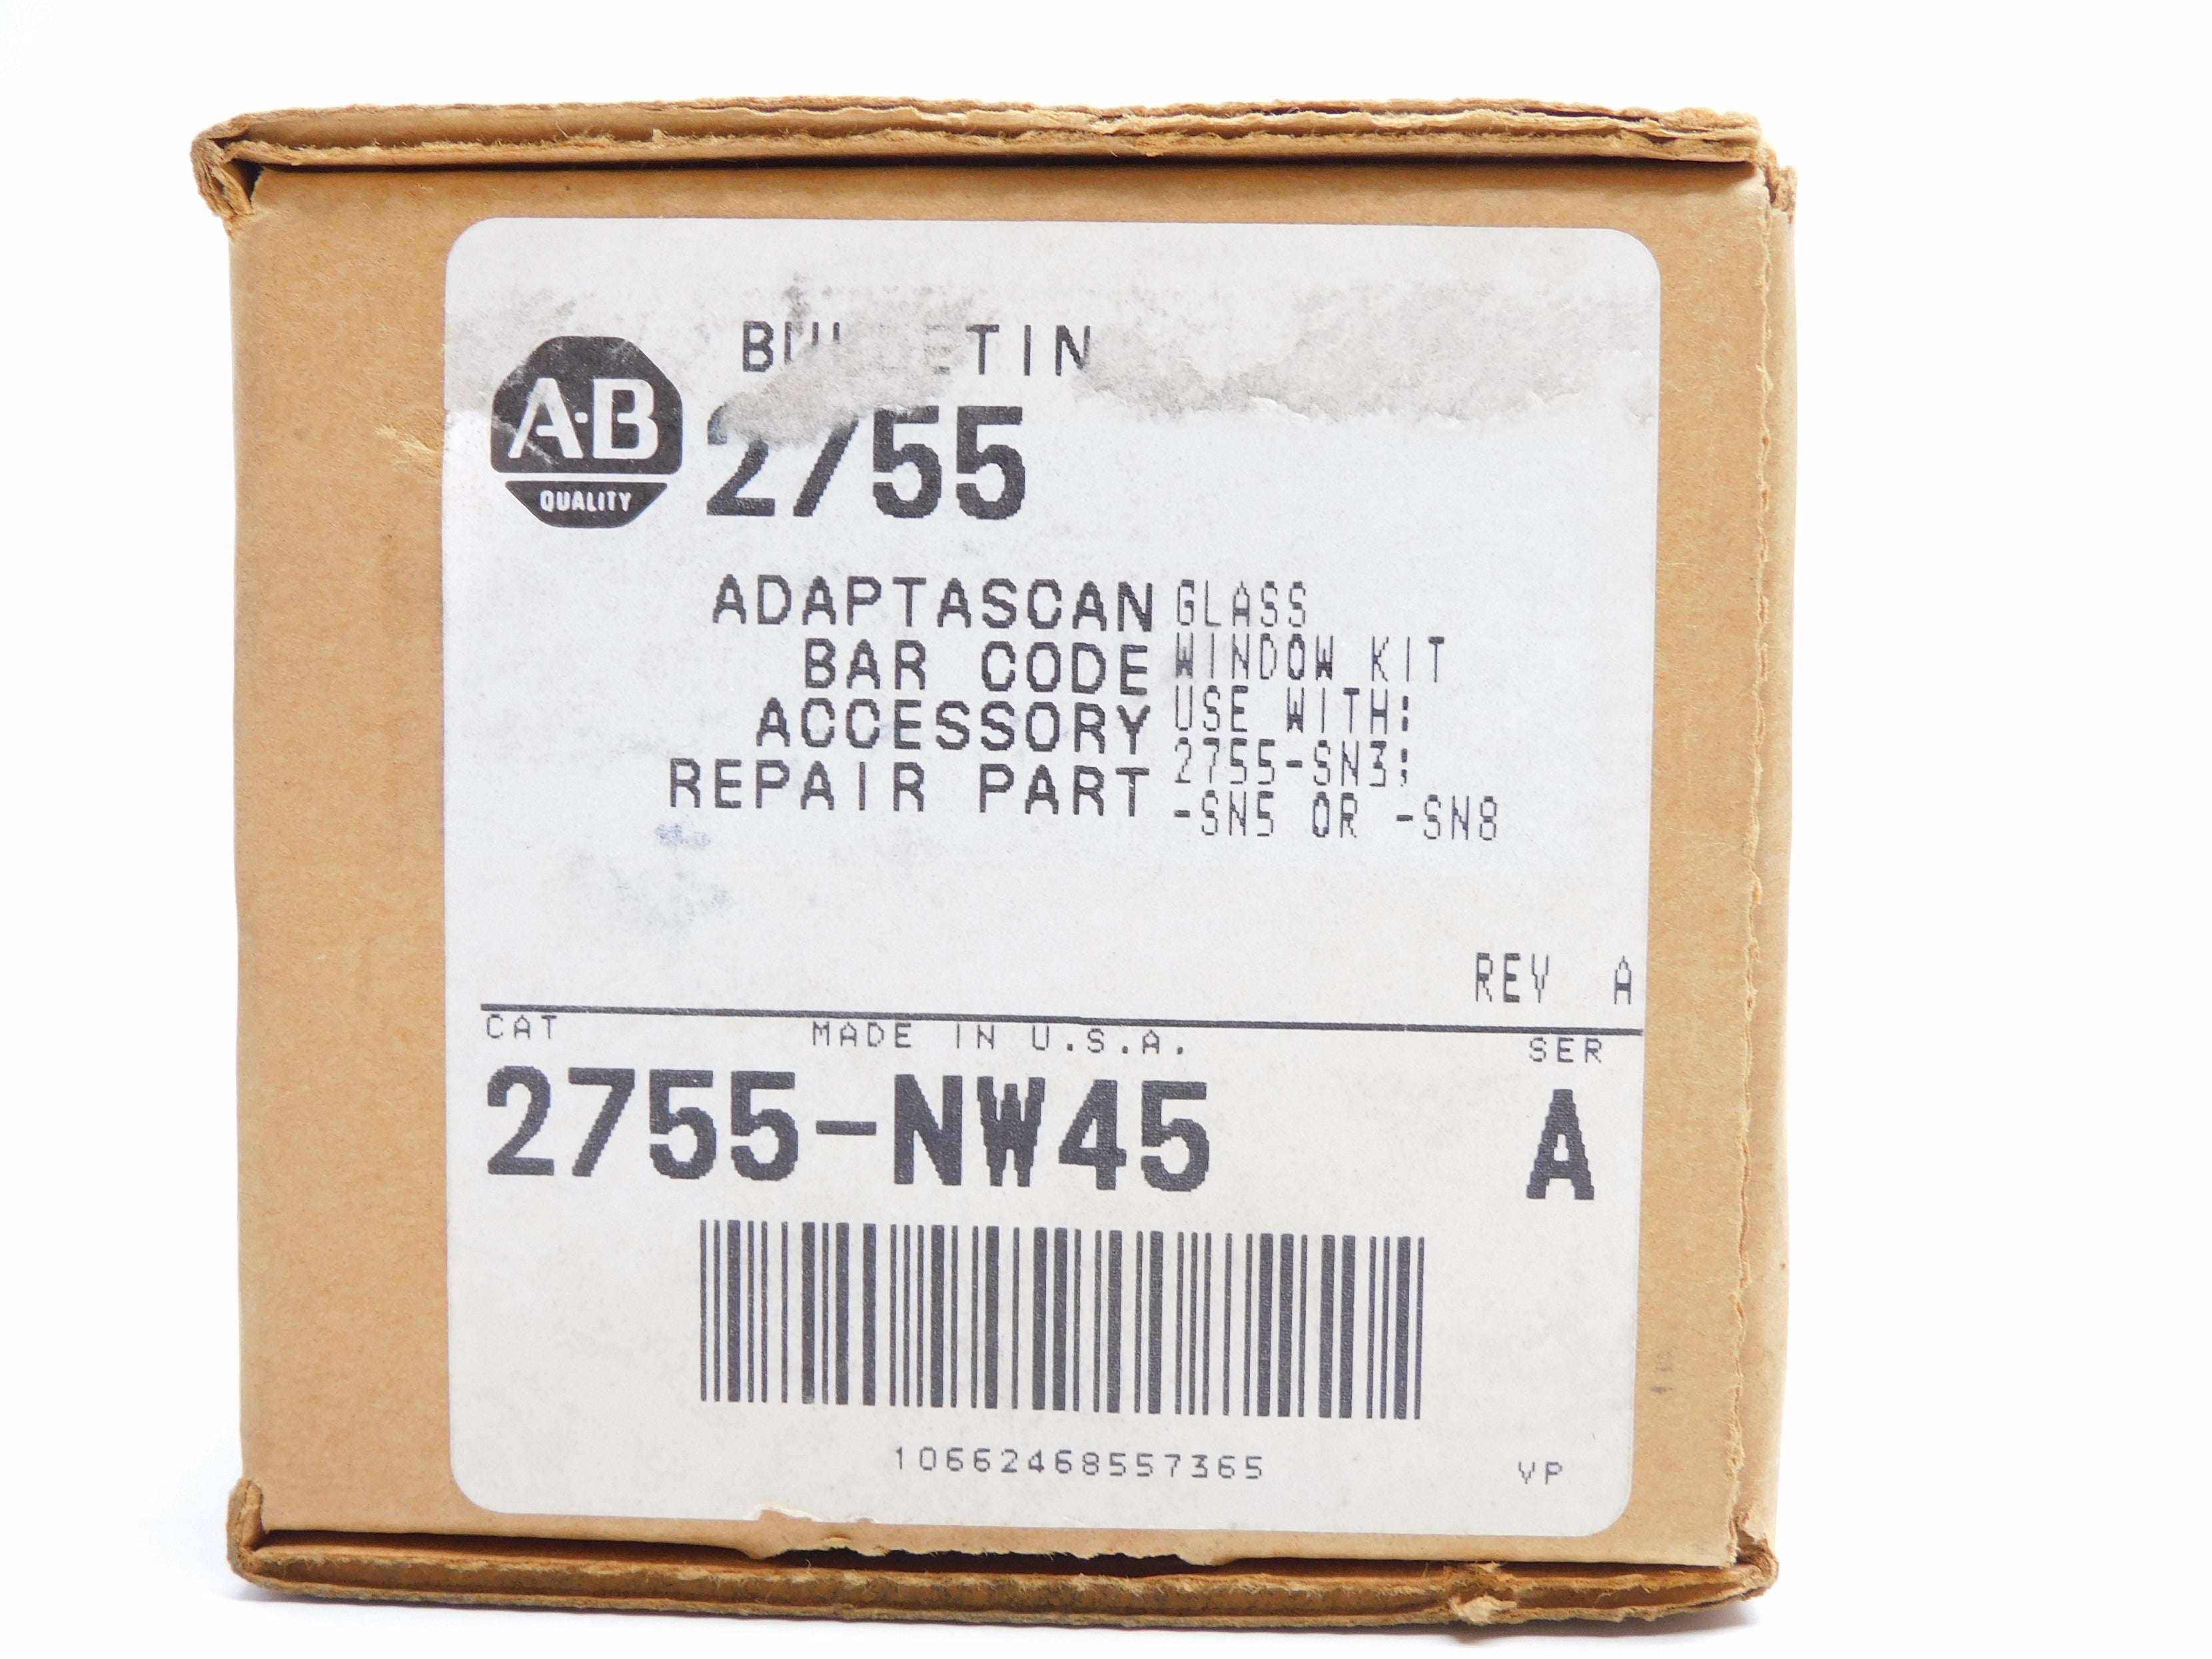 BULLETIN
A·B
QUALITY
2755
ADAPTASCAN
BAR CODE
ACCESSORY
REPAIR PART
GLASS
WINDOW KIT
USE WITH:
2755-SN3;
-SN5 OR -SN8
REV A
CAT MADE IN U.S.A. SER
2755-NW45 A
10662468557365 VP